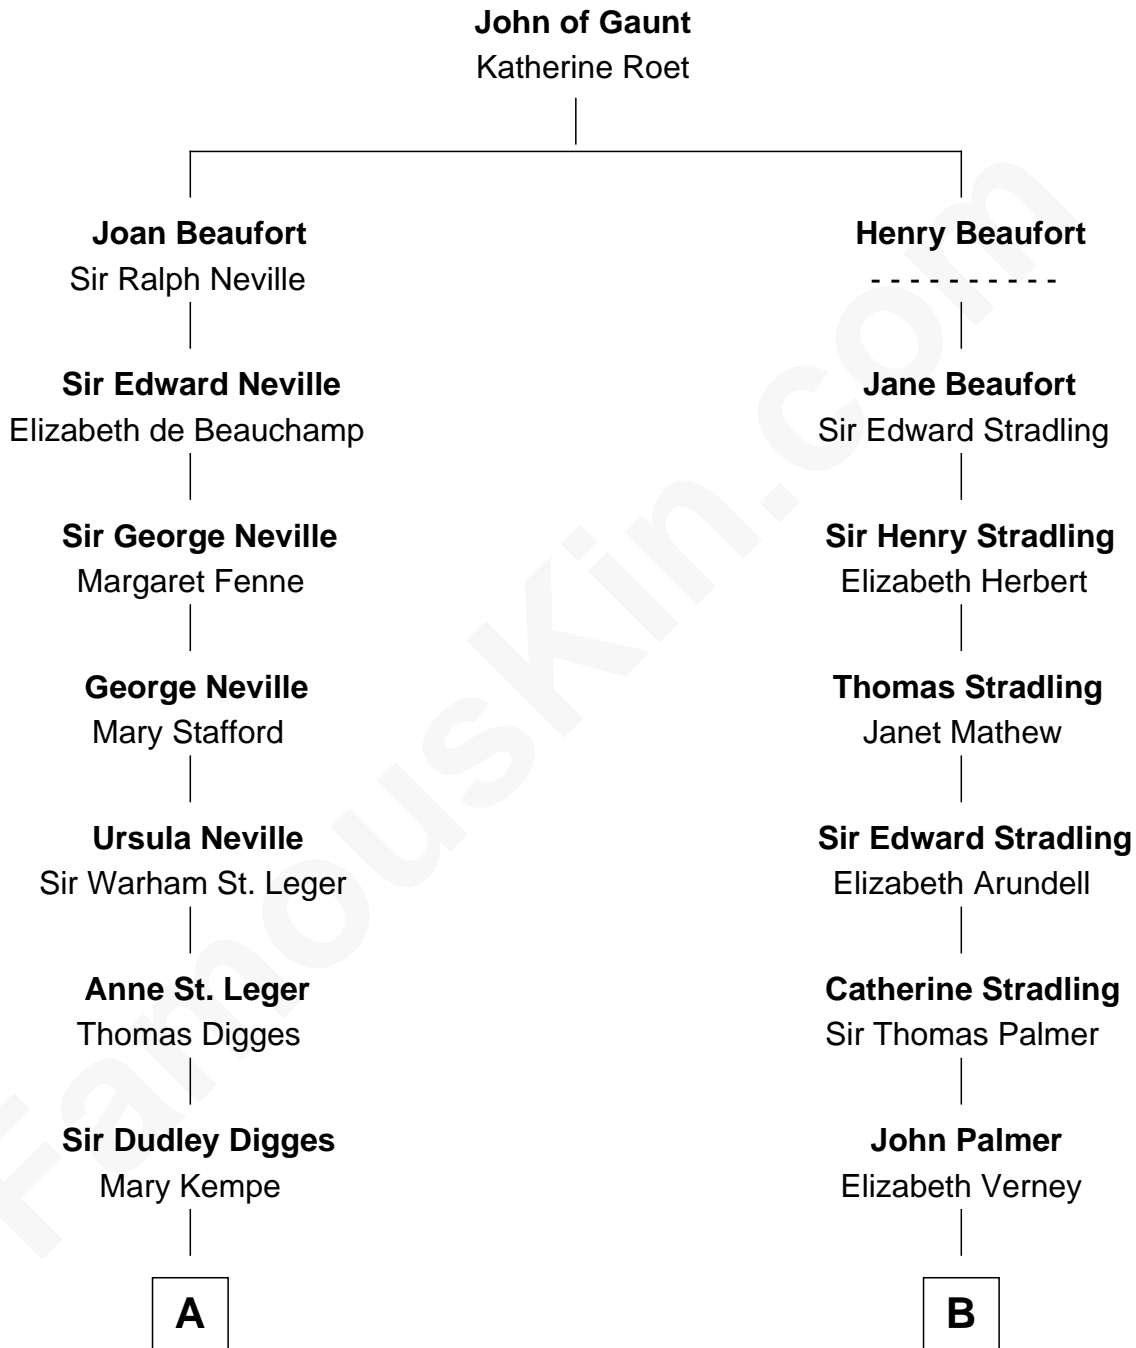 John of Gaunt
Katherine Roet
Joan Beaufort
Sir Ralph Neville
Sir Edward Neville
Elizabeth de Beauchamp
Sir George Neville
Margaret Fenne
George Neville
Mary Stafford
Ursula Neville
Sir Warham St. Leger
Anne St. Leger
Thomas Digges
Sir Dudley Digges
Mary Kempe
A
Henry Beaufort
- - - - - - - - - -
Jane Beaufort
Sir Edward Stradling
Sir Henry Stradling
Elizabeth Herbert
Thomas Stradling
Janet Mathew
Sir Edward Stradling
Elizabeth Arundell
Catherine Stradling
Sir Thomas Palmer
John Palmer
Elizabeth Verney
B
FamousKin.com